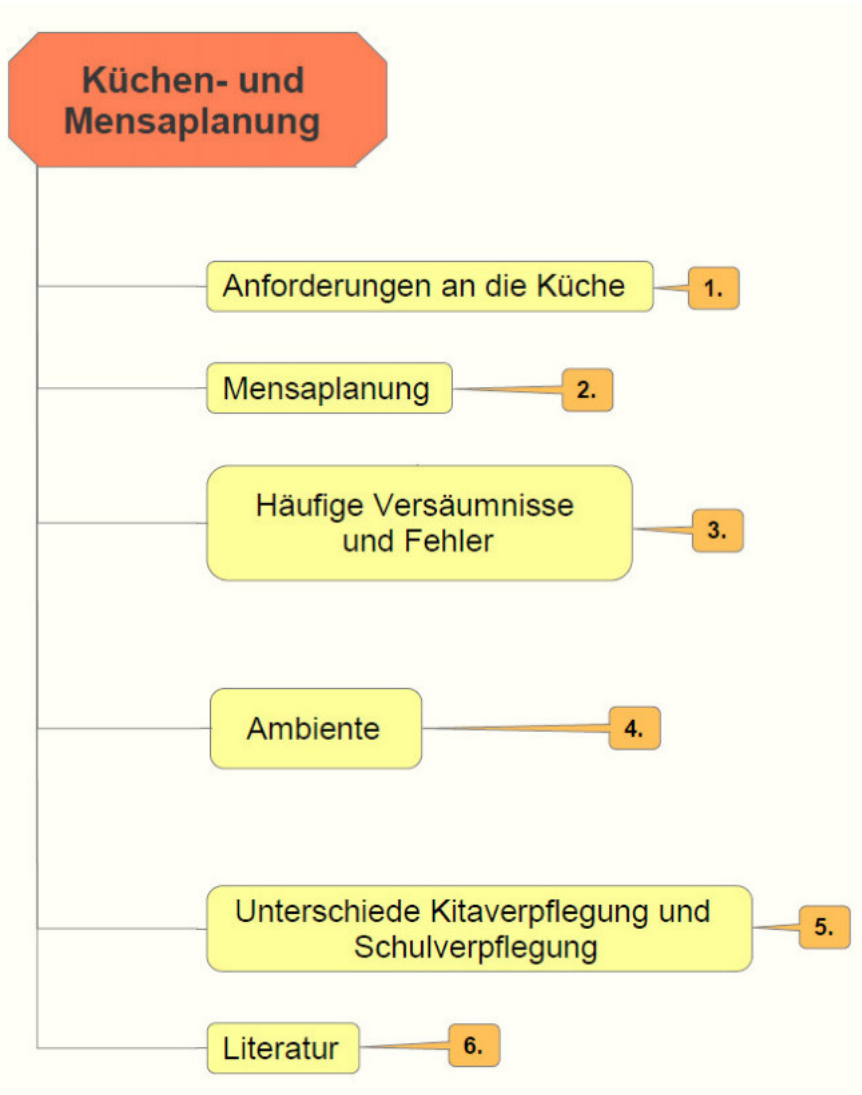 Küchen- und
Mensaplanung
Anforderungen an die Küche
1.
Mensaplanung
2.
Häufige Versäumnisse
und Fehler
3.
Ambiente
4.
Unterschiede Kitaverpflegung und
Schulverpflegung
5.
Literatur
6.